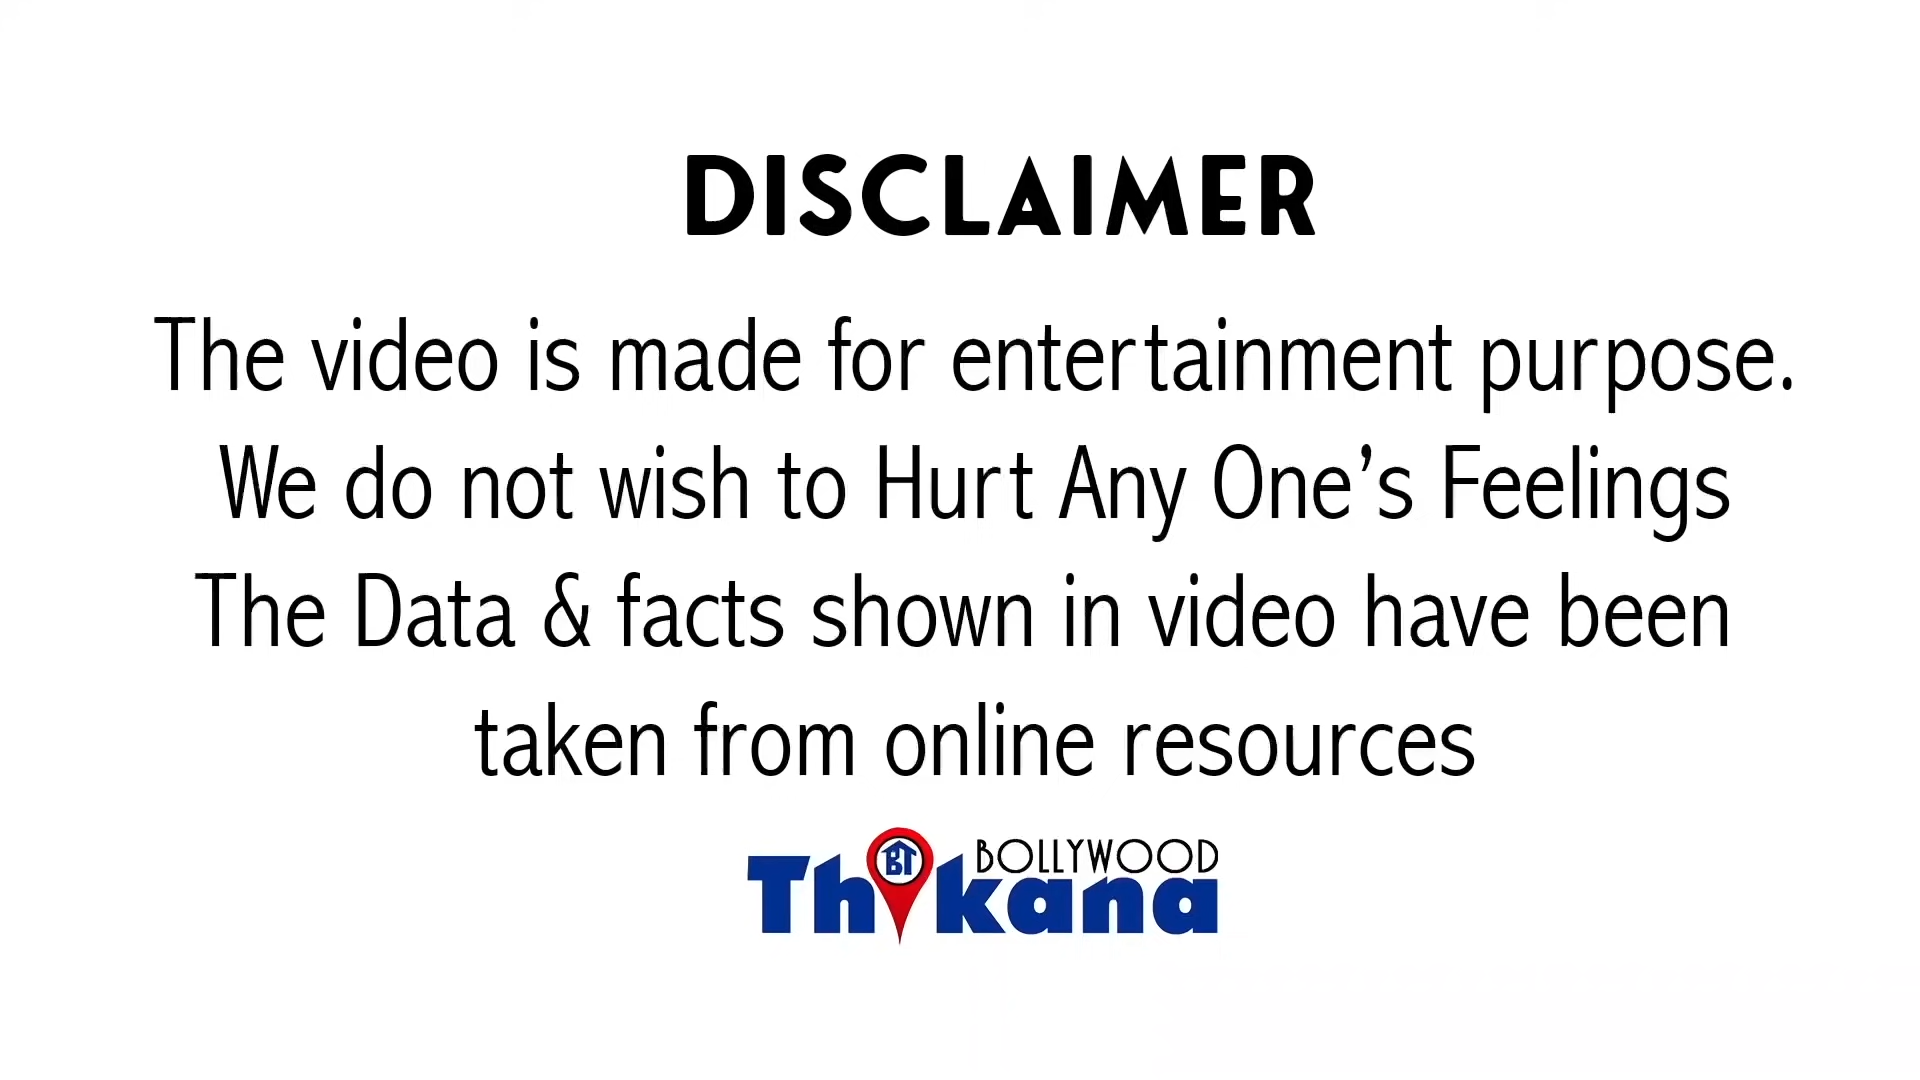 DISCLAIMER
The video is made for entertainment purpose.
We do not wish to Hurt Any One’s Feelings
The Data & facts shown in video have been
taken from online resources
BOLLYWOOD
BT
Thikana